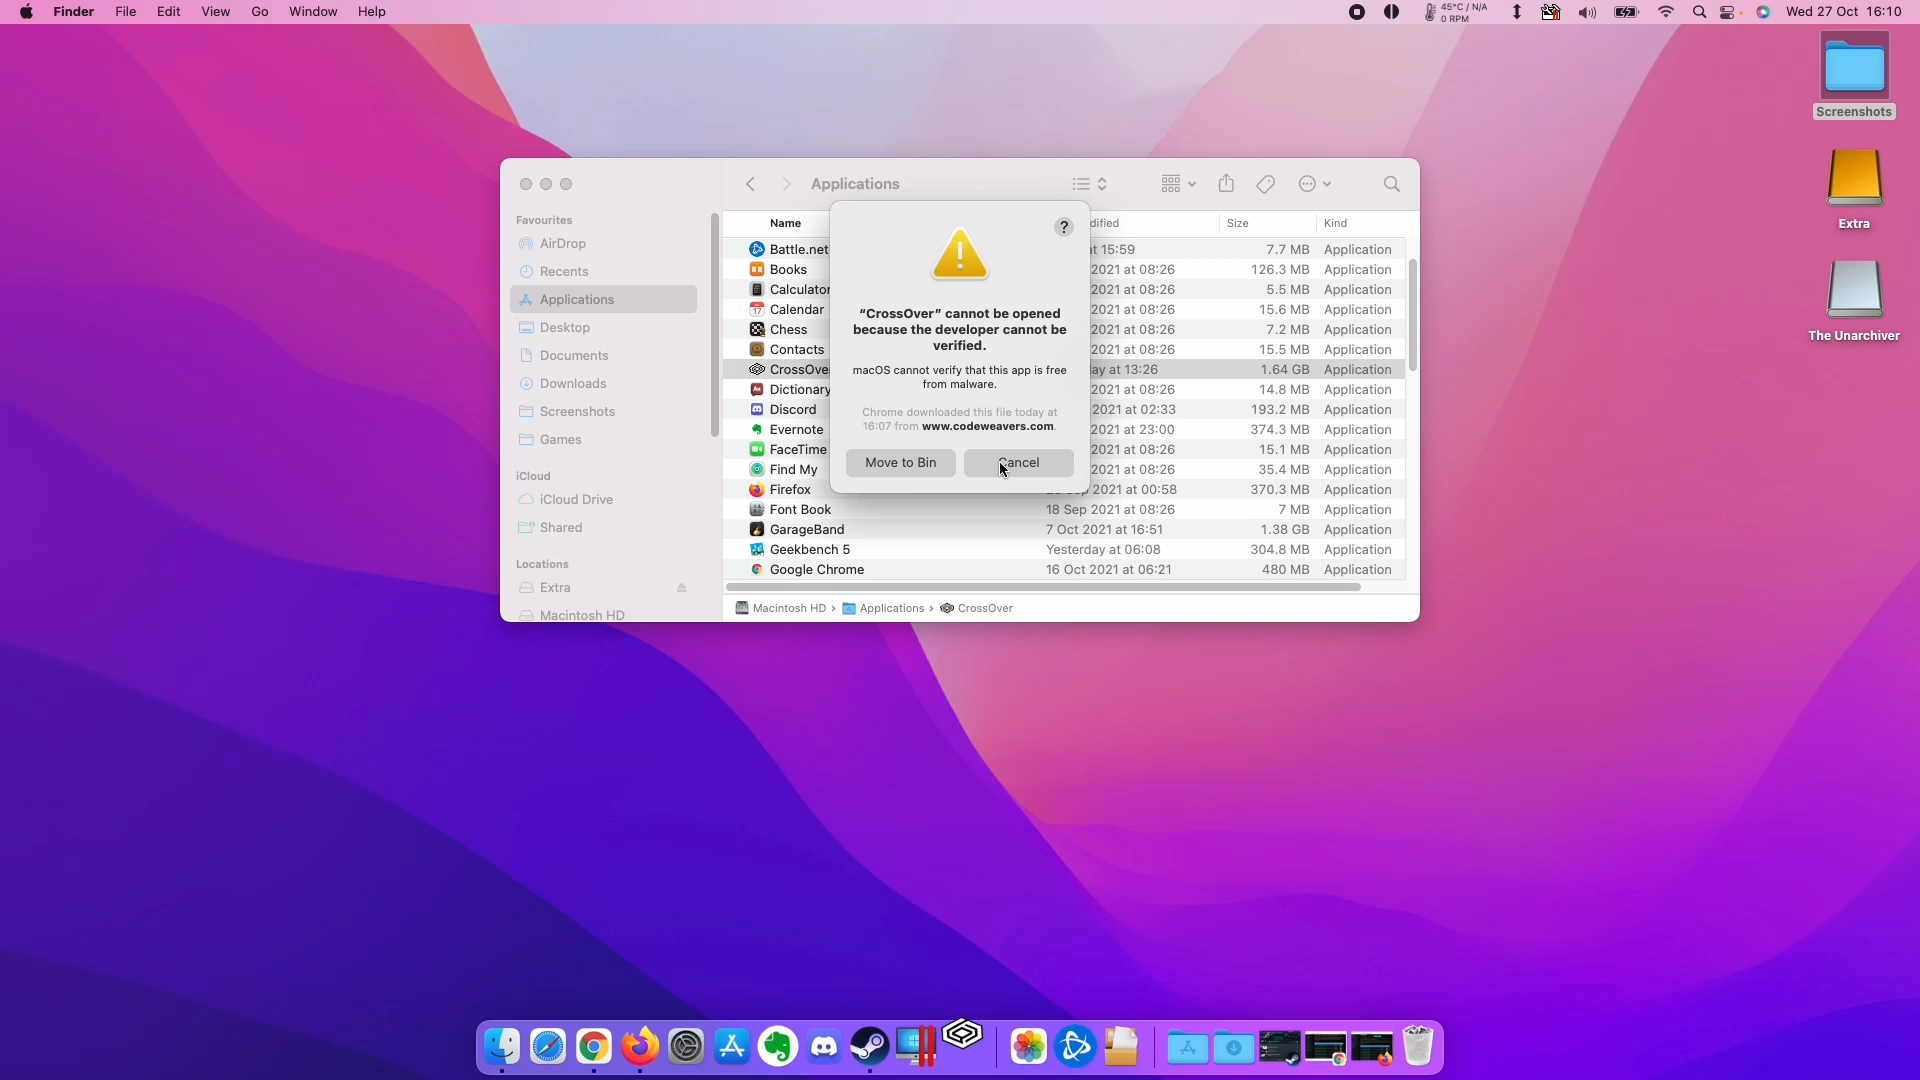 Finder File Edit View Go Window Help
45°C / N/A
0 RPM
Wed 27 Oct 16:10
Screenshots
Extra
The Unarchiver
Applications
Favourites
AirDrop
Recents
Applications
Desktop
Documents
Downloads
Screenshots
Games
iCloud
iCloud Drive
Shared
Locations
Extra
Macintosh HD
Name dified Size Kind
Battle.net at 15:59 7.7 MB Application
Books 2021 at 08:26 126.3 MB Application
Calculator 2021 at 08:26 5.5 MB Application
Calendar 2021 at 08:26 15.6 MB Application
Chess 2021 at 08:26 7.2 MB Application
Contacts 2021 at 08:26 15.5 MB Application
CrossOve ay at 13:26 1.64 GB Application
Dictionary 2021 at 08:26 14.8 MB Application
Discord 2021 at 02:33 193.2 MB Application
Evernote 2021 at 23:00 374.3 MB Application
FaceTime 2021 at 08:26 15.1 MB Application
Find My 2021 at 08:26 35.4 MB Application
Firefox 2021 at 00:58 370.3 MB Application
Font Book 18 Sep 2021 at 08:26 7 MB Application
GarageBand 7 Oct 2021 at 16:51 1.38 GB Application
Geekbench 5 Yesterday at 06:08 304.8 MB Application
Google Chrome 16 Oct 2021 at 06:21 480 MB Application
Macintosh HD › Applications › CrossOver
?
“CrossOver” cannot be opened
because the developer cannot be
verified.
macOS cannot verify that this app is free
from malware.
Chrome downloaded this file today at
16:07 from www.codeweavers.com.
Move to Bin Cancel